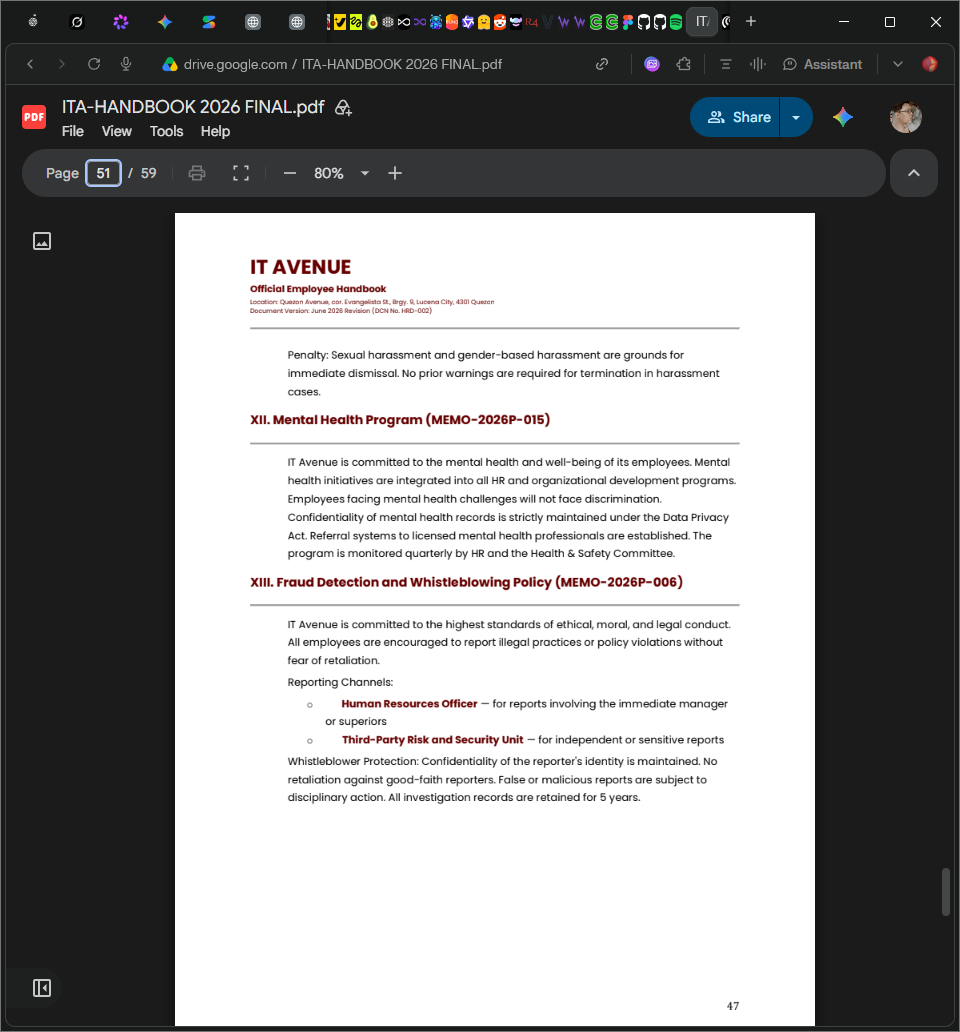 drive.google.com / ITA-HANDBOOK 2026 FINAL.pdf
Assistant
PDF
ITA-HANDBOOK 2026 FINAL.pdf
File View Tools Help
Share
Page 51 / 59
80%
IT AVENUE
Official Employee Handbook
Location: Quezon Avenue, cor. Evangelista St., Brgy. 9, Lucena City, 4301 Quezon
Document Version: June 2026 Revision (DCN No. HRD-002)
Penalty: Sexual harassment and gender-based harassment are grounds for
immediate dismissal. No prior warnings are required for termination in harassment
cases.
XII. Mental Health Program (MEMO-2026P-015)
IT Avenue is committed to the mental health and well-being of its employees. Mental
health initiatives are integrated into all HR and organizational development programs.
Employees facing mental health challenges will not face discrimination.
Confidentiality of mental health records is strictly maintained under the Data Privacy
Act. Referral systems to licensed mental health professionals are established. The
program is monitored quarterly by HR and the Health & Safety Committee.
XIII. Fraud Detection and Whistleblowing Policy (MEMO-2026P-006)
IT Avenue is committed to the highest standards of ethical, moral, and legal conduct.
All employees are encouraged to report illegal practices or policy violations without
fear of retaliation.
Reporting Channels:
○ Human Resources Officer — for reports involving the immediate manager
or superiors
○ Third-Party Risk and Security Unit — for independent or sensitive reports
Whistleblower Protection: Confidentiality of the reporter's identity is maintained. No
retaliation against good-faith reporters. False or malicious reports are subject to
disciplinary action. All investigation records are retained for 5 years.
47